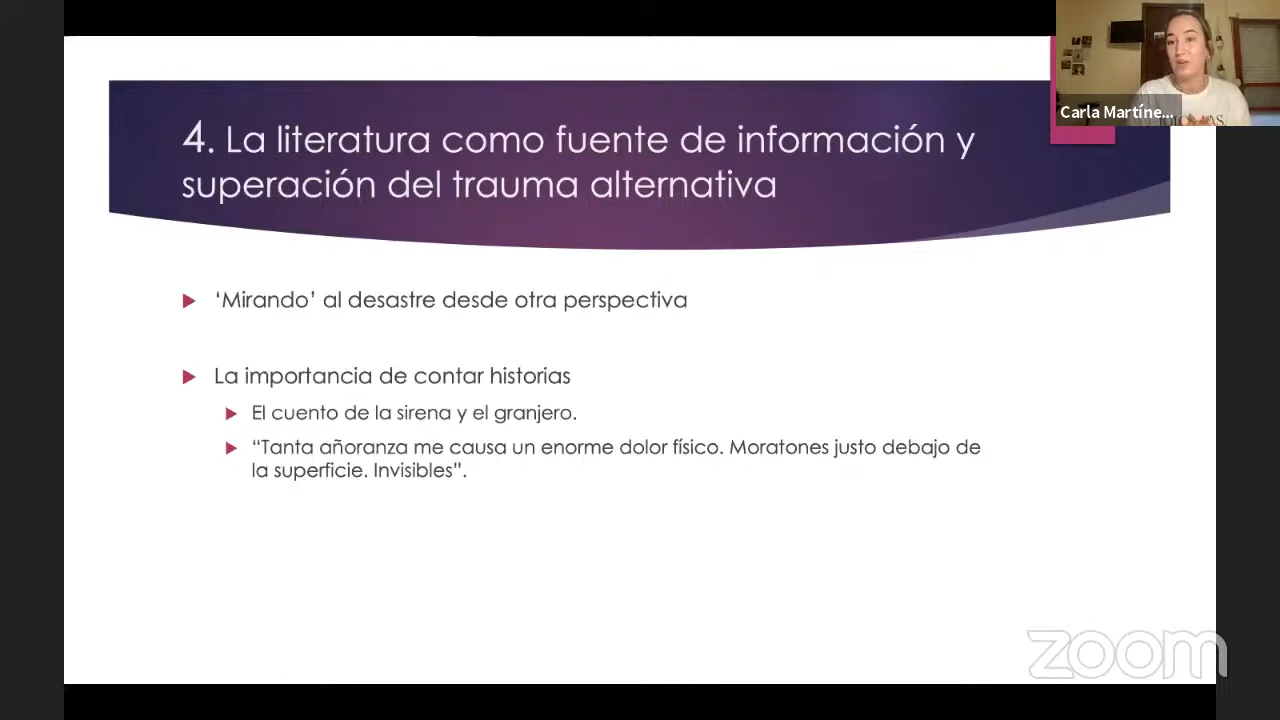 Carla Martíne...
IDIOMAS
4. La literatura como fuente de información y
superación del trauma alternativa
‘Mirando’ al desastre desde otra perspectiva
La importancia de contar historias
El cuento de la sirena y el granjero.
“Tanta añoranza me causa un enorme dolor físico. Moratones justo debajo de
la superficie. Invisibles”.
zoom